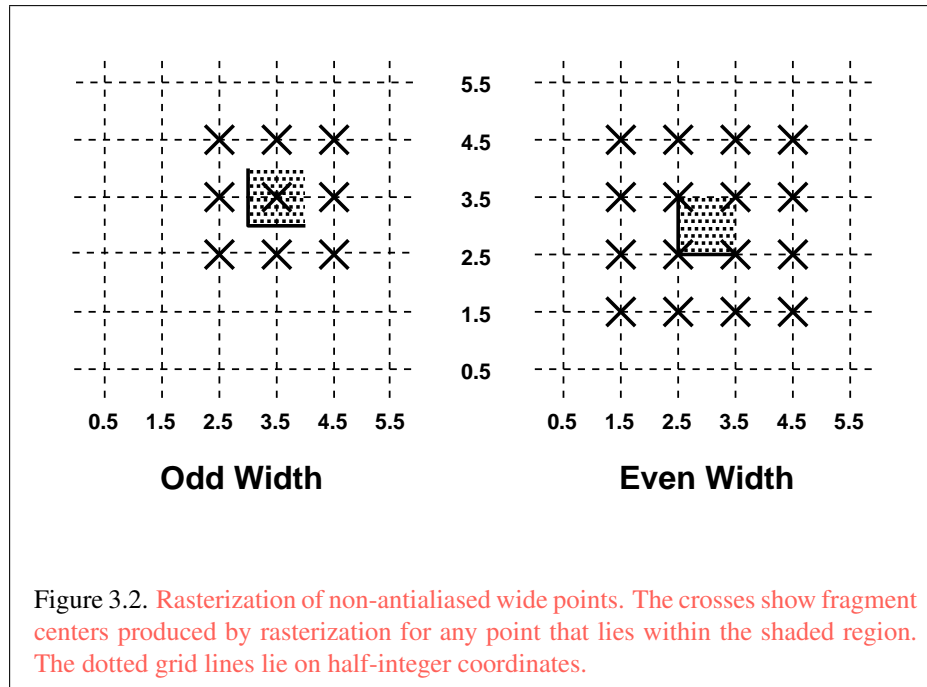 5.5
4.5
3.5
2.5
1.5
0.5
0.5 1.5 2.5 3.5 4.5 5.5
0.5 1.5 2.5 3.5 4.5 5.5
Odd Width
Even Width
Figure 3.2. Rasterization of non-antialiased wide points. The crosses show fragment
centers produced by rasterization for any point that lies within the shaded region.
The dotted grid lines lie on half-integer coordinates.